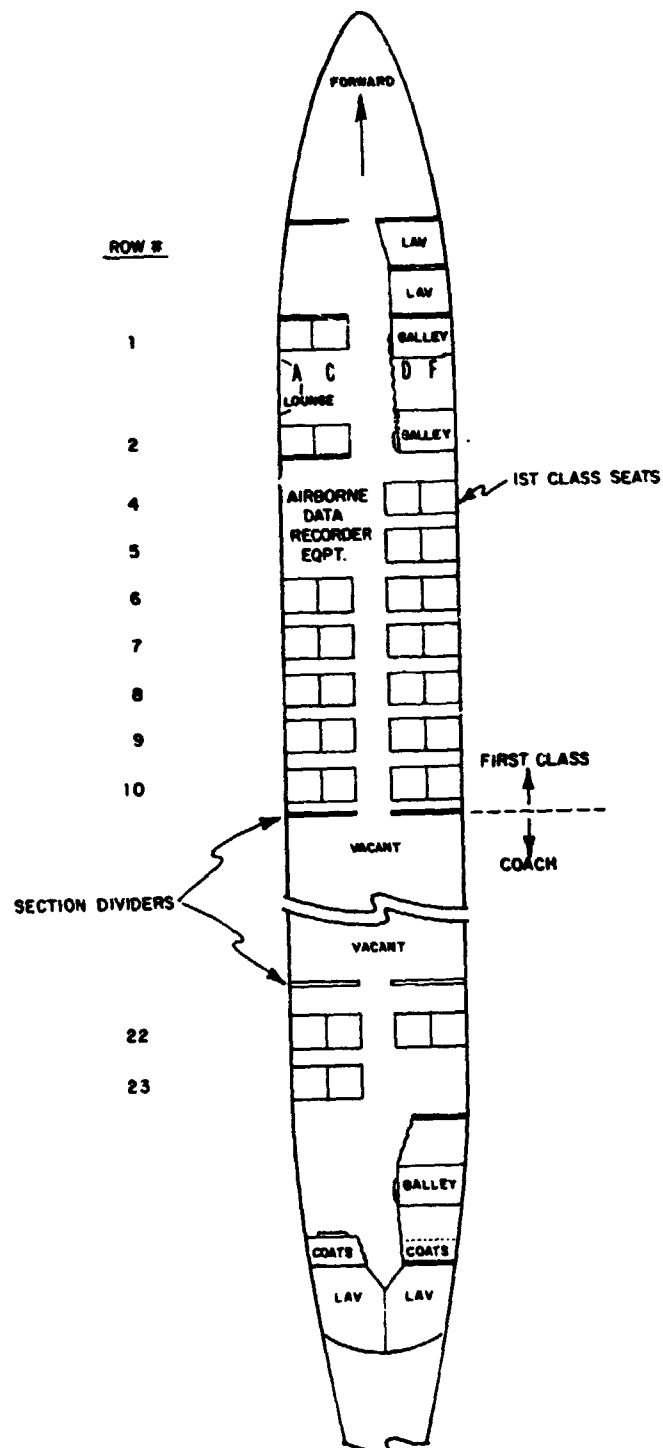 FORWARD
ROW #
LAV
LAV
1
GALLEY
A C
D F
LOUNGE
2
GALLEY
4
AIRBORNE
DATA
RECORDER
EQPT.
1ST CLASS SEATS
5
6
7
8
9
FIRST CLASS
10
VACANT
COACH
SECTION DIVIDERS
VACANT
22
23
GALLEY
COATS
COATS
LAV
LAV